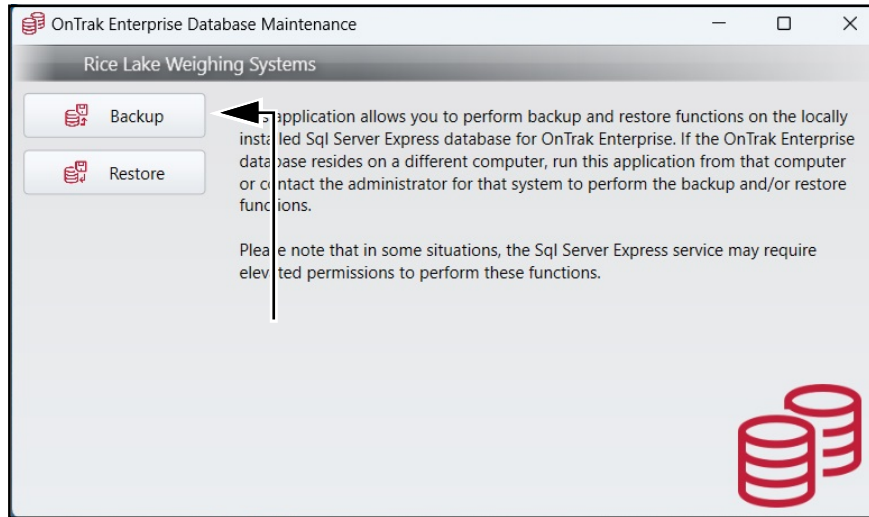 OnTrak Enterprise Database Maintenance
Rice Lake Weighing Systems
Backup
Restore
application allows you to perform backup and restore functions on the locally
installed Sql Server Express database for OnTrak Enterprise. If the OnTrak Enterprise
database resides on a different computer, run this application from that computer
or contact the administrator for that system to perform the backup and/or restore
functions.
Please note that in some situations, the Sql Server Express service may require
elevated permissions to perform these functions.